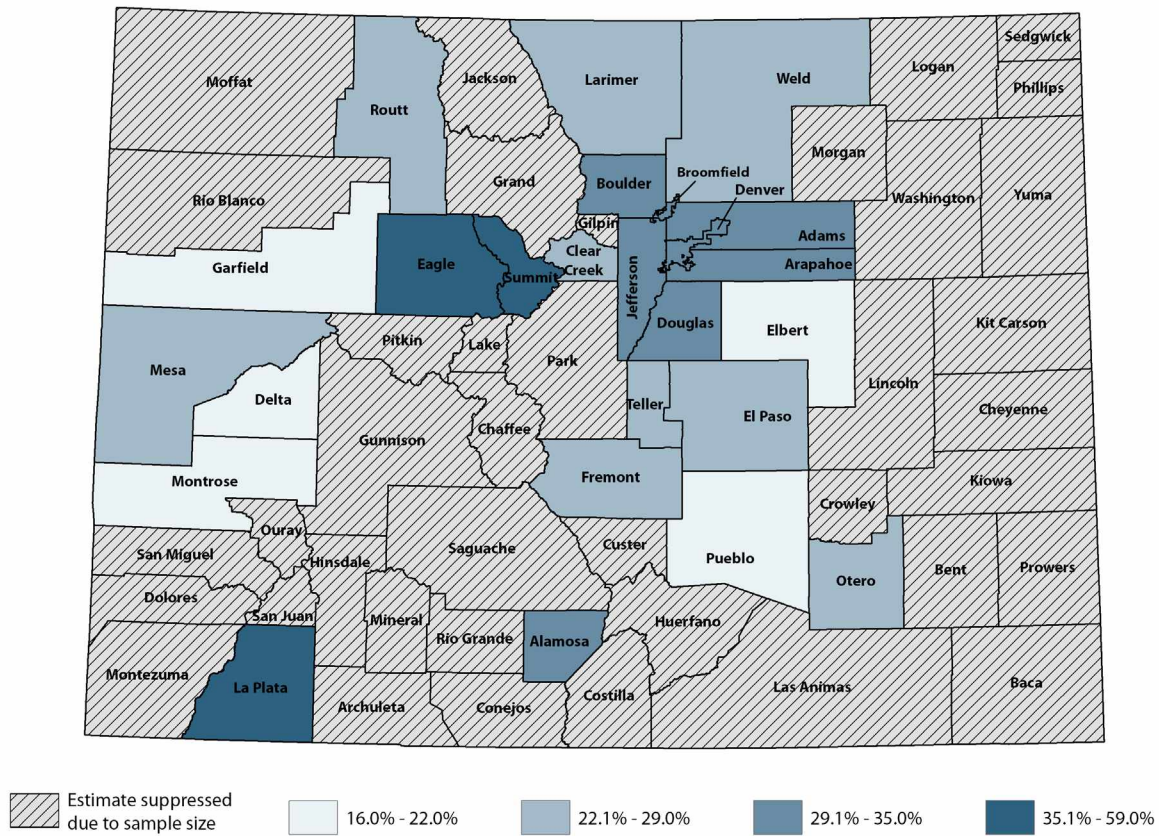 Sedgwick
Moffat
Jackson
Larimer
Weld
Logan
Phillips
Routt
Morgan
Broomfield
Grand
Boulder
Denver
Washington
Yuma
Rio Blanco
Gilpin
Adams
Clear
Creek
Garfield
Eagle
Summit
Arapahoe
Jefferson
Douglas
Elbert
Kit Carson
Pitkin
Lake
Park
Mesa
Lincoln
Delta
Teller
El Paso
Cheyenne
Chaffee
Gunnison
Montrose
Fremont
Kiowa
Crowley
Ouray
San Miguel
Hinsdale
Saguache
Custer
Pueblo
Otero
Bent
Prowers
Dolores
San Juan
Mineral
Rio Grande
Alamosa
Huerfano
Montezuma
La Plata
Archuleta
Conejos
Costilla
Las Animas
Baca
Estimate suppressed
due to sample size
16.0% - 22.0%
22.1% - 29.0%
29.1% - 35.0%
35.1% - 59.0%